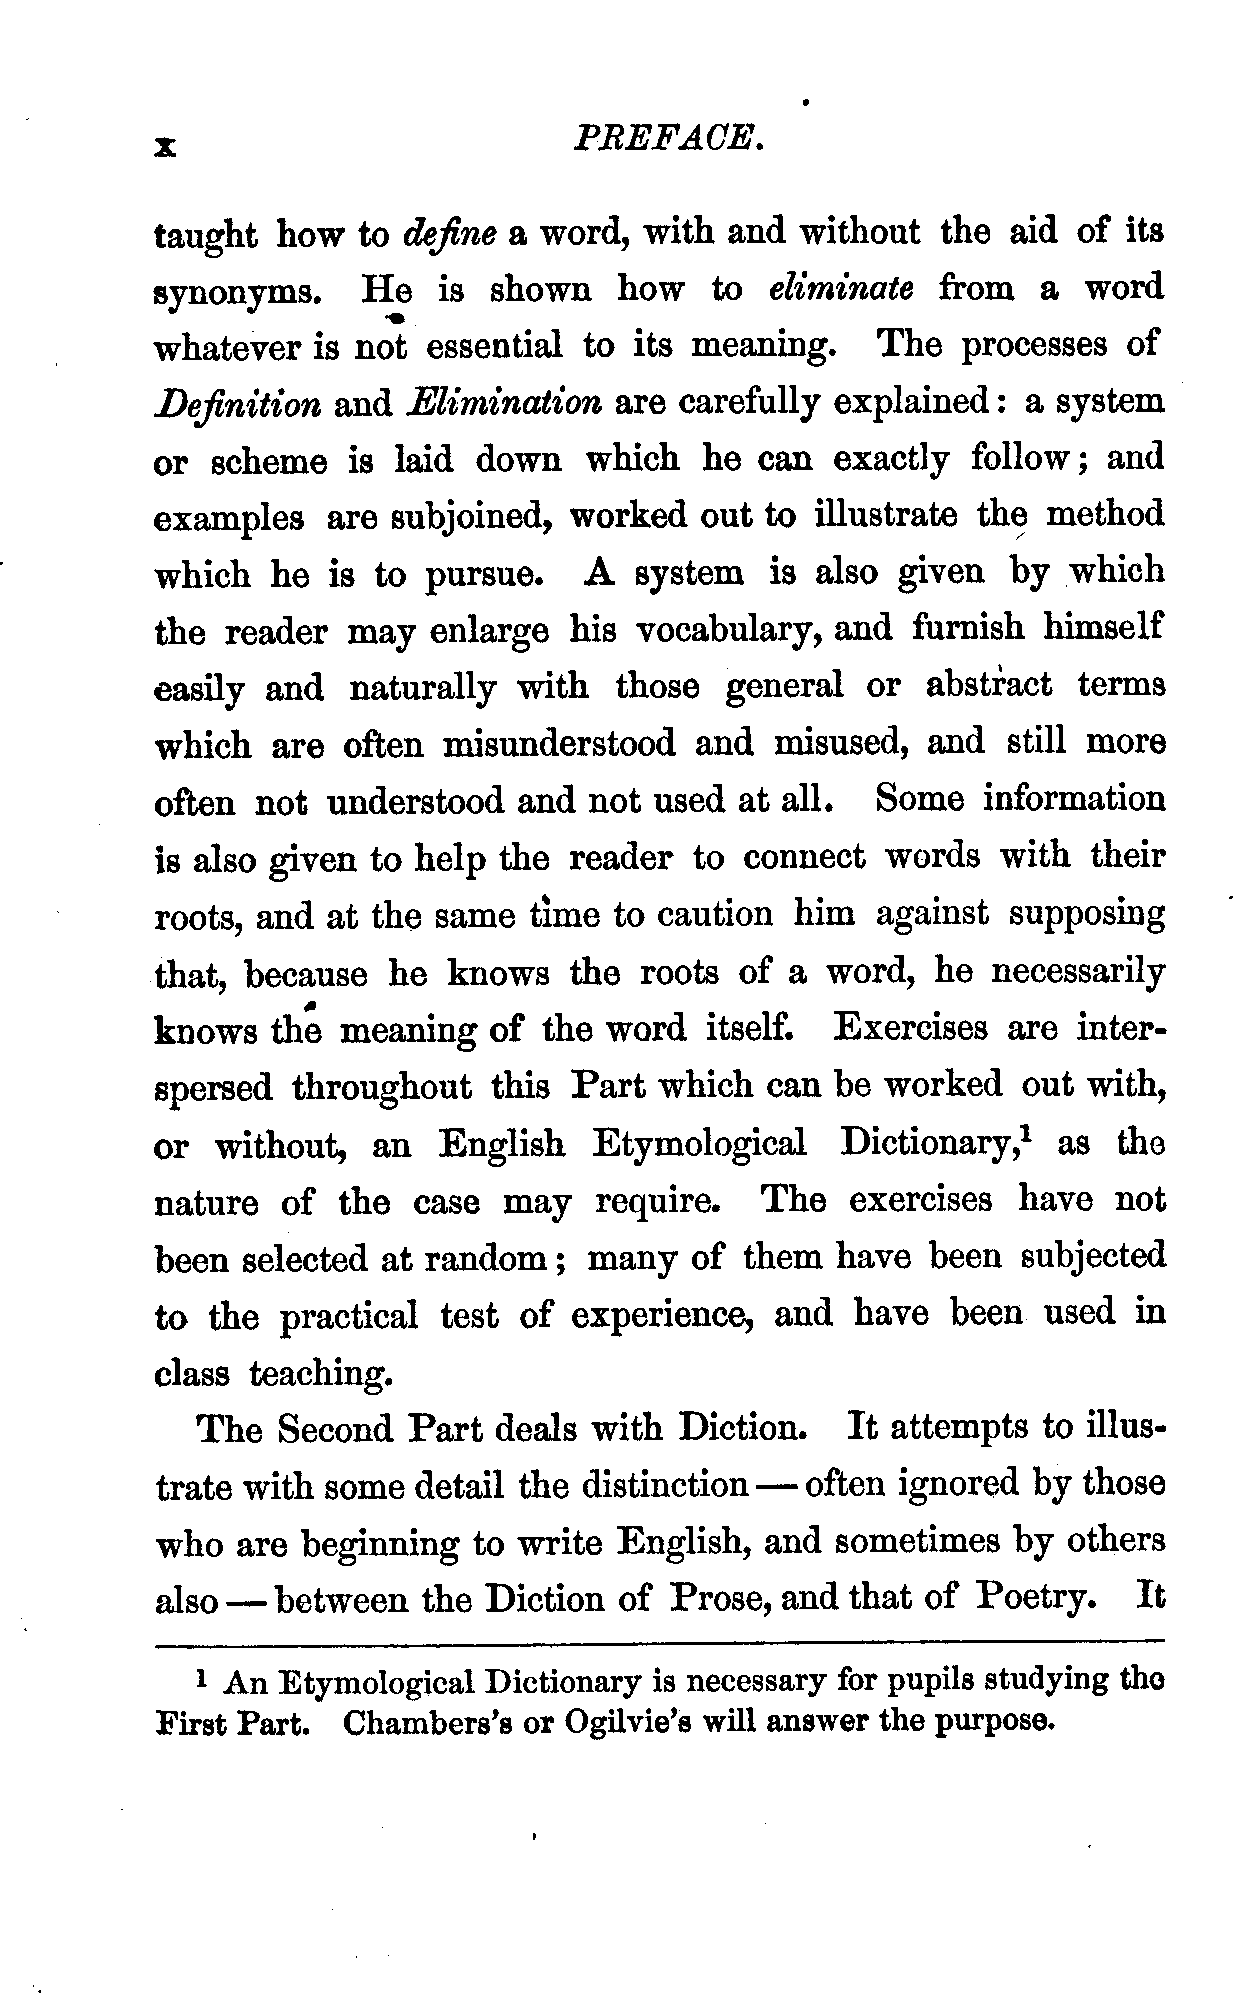 x PREFACE.
taught how to define a word, with and without the aid of its
synonyms. He is shown how to eliminate from a word
whatever is not essential to its meaning. The processes of
Definition and Elimination are carefully explained: a system
or scheme is laid down which he can exactly follow; and
examples are subjoined, worked out to illustrate the method
which he is to pursue. A system is also given by which
the reader may enlarge his vocabulary, and furnish himself
easily and naturally with those general or abstract terms
which are often misunderstood and misused, and still more
often not understood and not used at all. Some information
is also given to help the reader to connect words with their
roots, and at the same time to caution him against supposing
that, because he knows the roots of a word, he necessarily
knows the meaning of the word itself. Exercises are inter-
spersed throughout this Part which can be worked out with,
or without, an English Etymological Dictionary,¹ as the
nature of the case may require. The exercises have not
been selected at random; many of them have been subjected
to the practical test of experience, and have been used in
class teaching.
The Second Part deals with Diction. It attempts to illus-
trate with some detail the distinction — often ignored by those
who are beginning to write English, and sometimes by others
also — between the Diction of Prose, and that of Poetry. It
¹ An Etymological Dictionary is necessary for pupils studying the
First Part. Chambers's or Ogilvie's will answer the purpose.